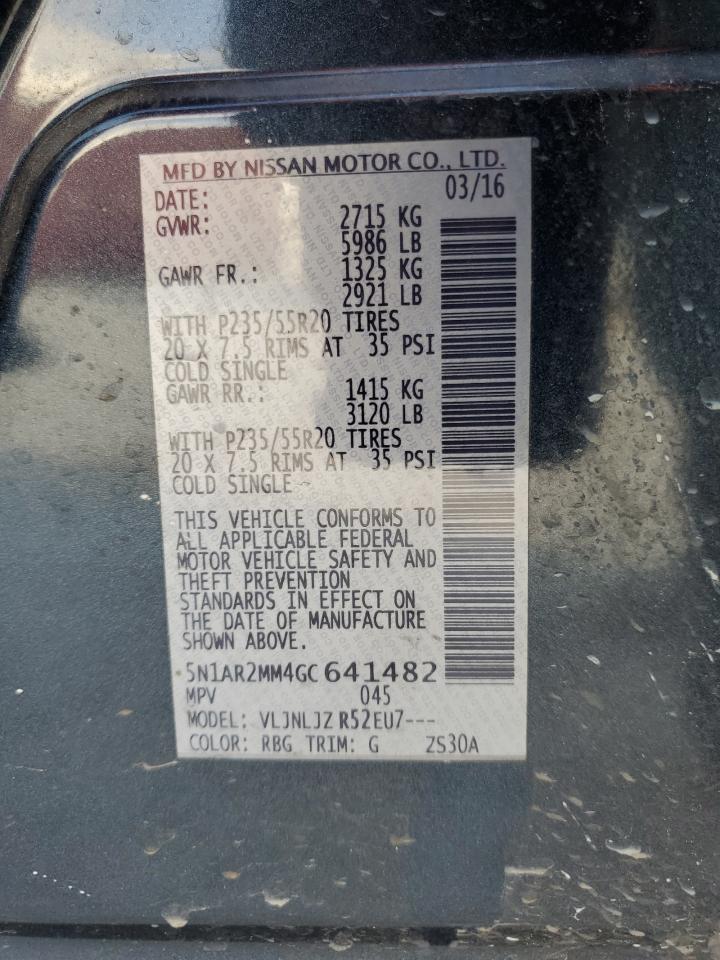 MFD BY NISSAN MOTOR CO., LTD.
DATE: 03/16
GVWR: 2715 KG
5986 LB
GAWR FR.: 1325 KG
2921 LB
WITH P235/55R20 TIRES
20 X 7.5 RIMS AT 35 PSI
COLD SINGLE
GAWR RR.: 1415 KG
3120 LB
WITH P235/55R20 TIRES
20 X 7.5 RIMS AT 35 PSI
COLD SINGLE
THIS VEHICLE CONFORMS TO
ALL APPLICABLE FEDERAL
MOTOR VEHICLE SAFETY AND
THEFT PREVENTION
STANDARDS IN EFFECT ON
THE DATE OF MANUFACTURE
SHOWN ABOVE.
5N1AR2MM4GC641482
MPV 045
MODEL: VLJNLJZ R52EU7---
COLOR: RBG TRIM: G ZS30A